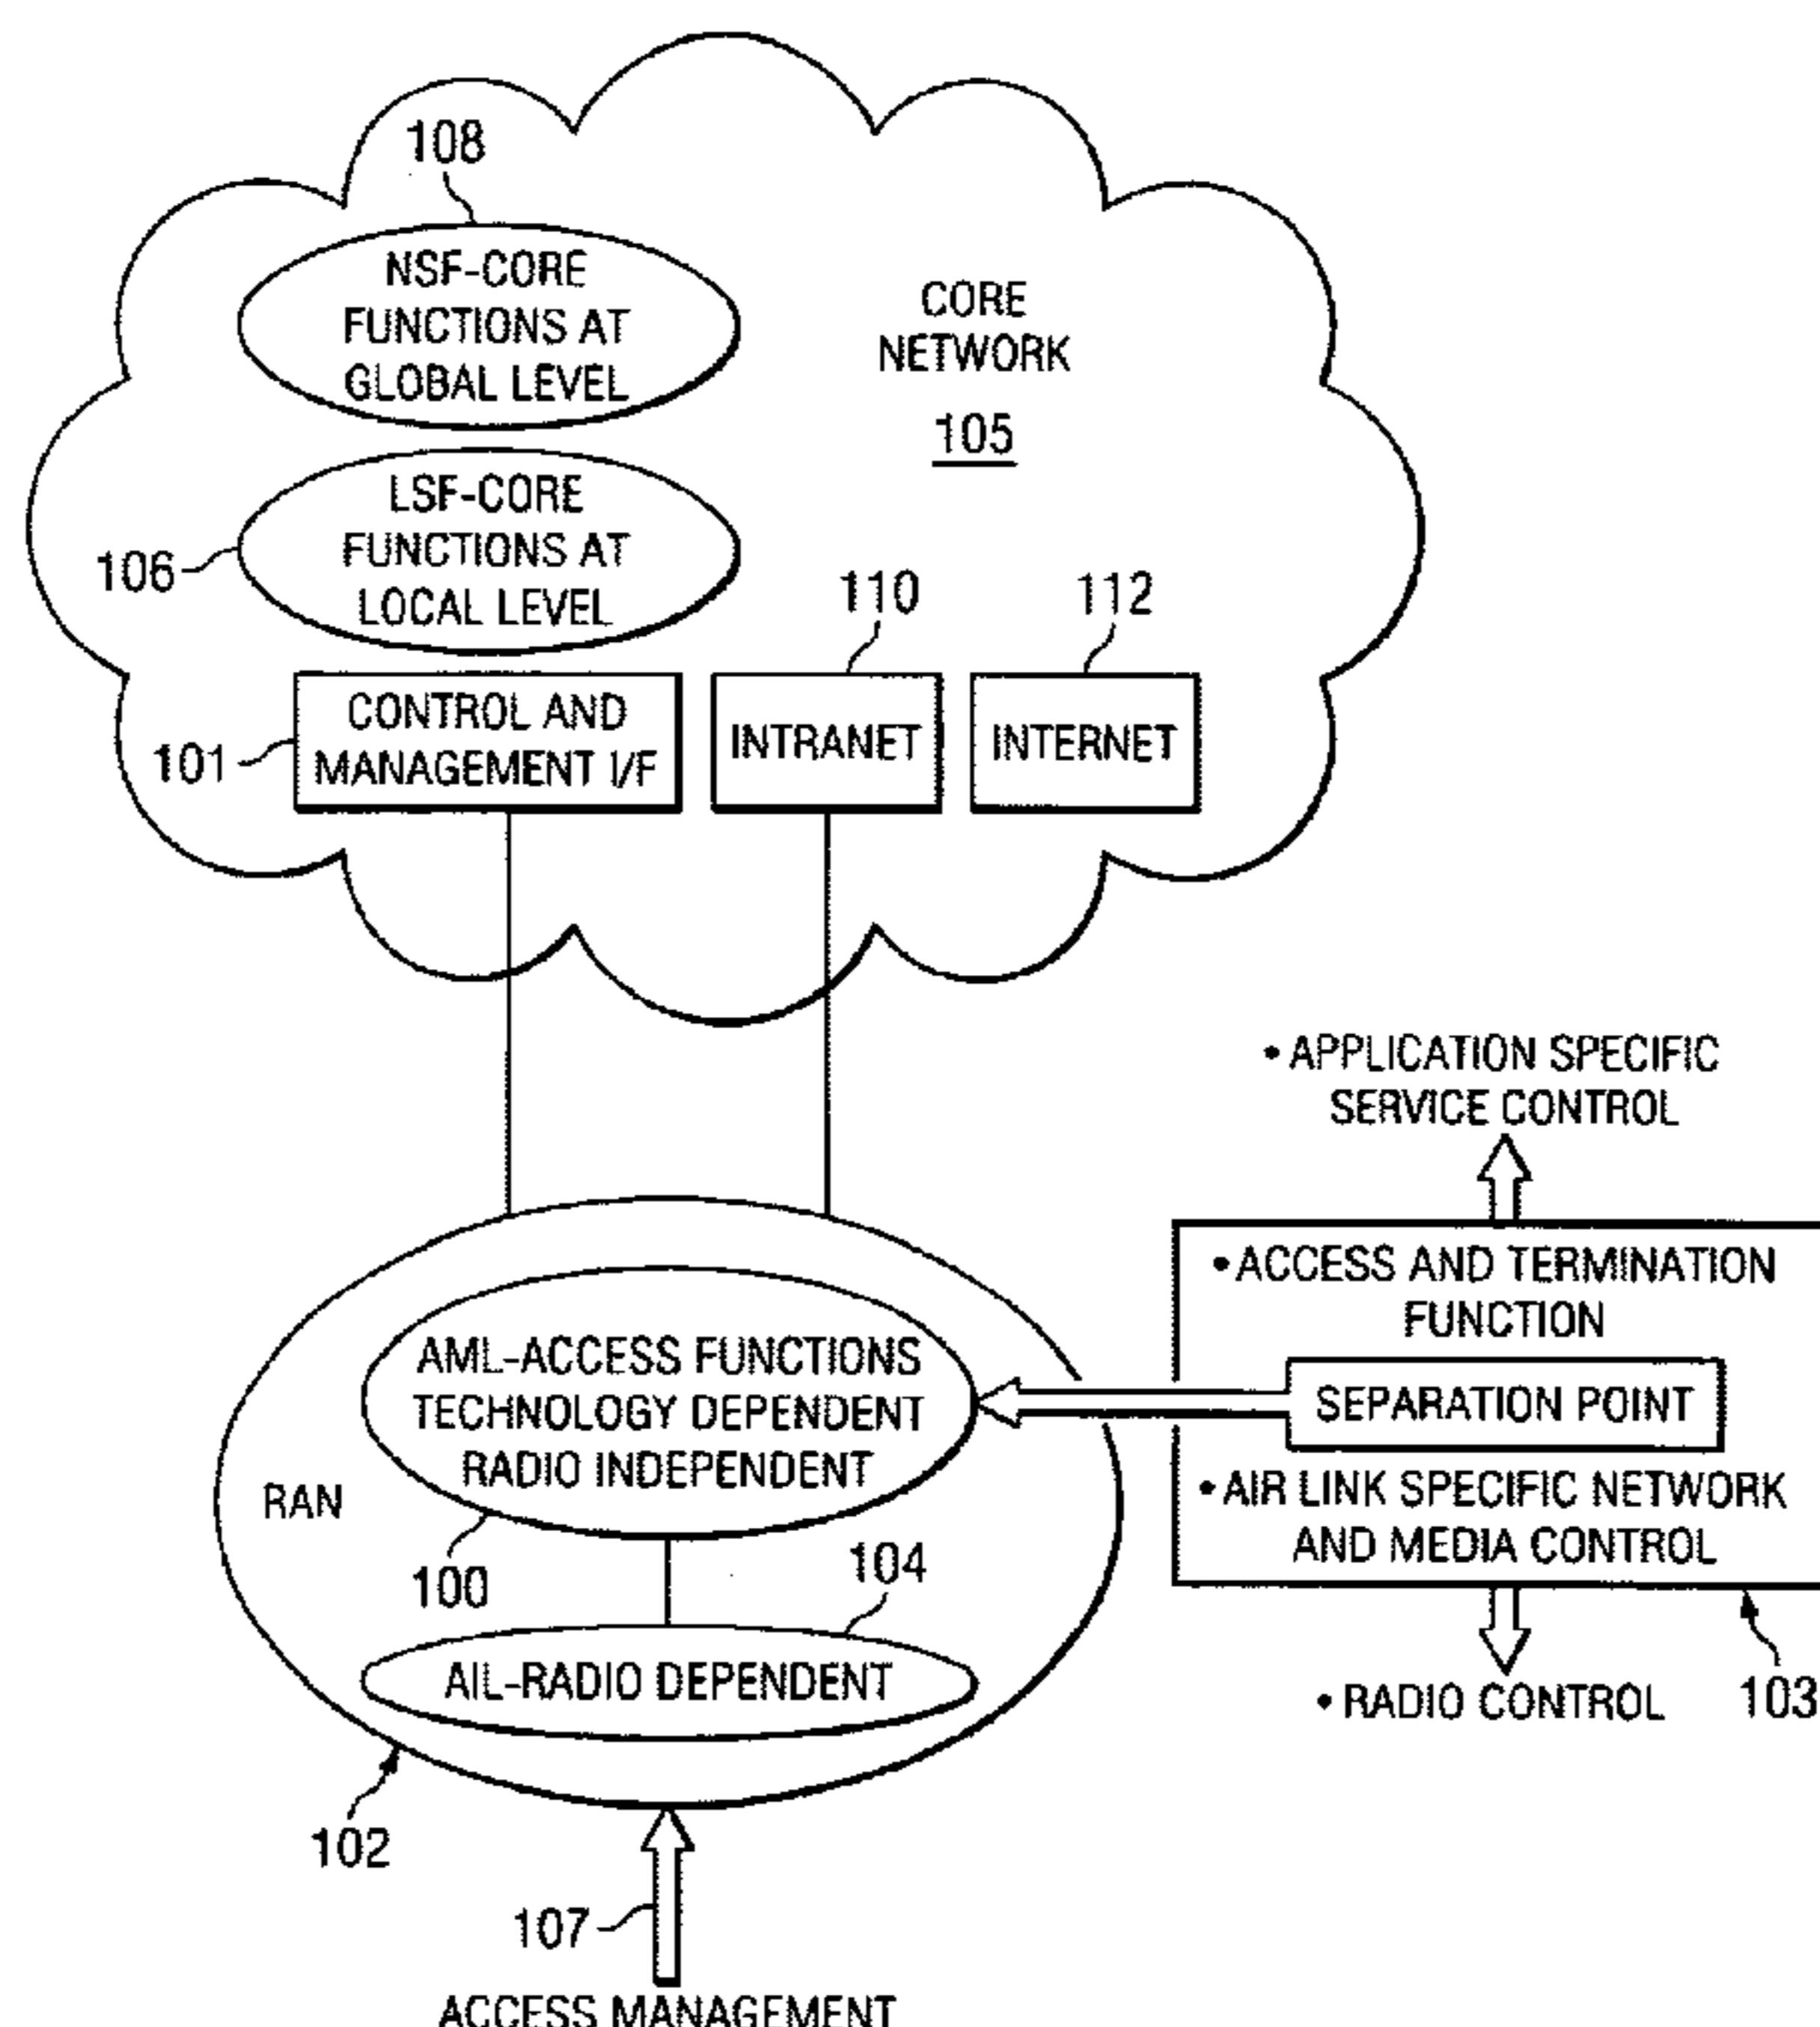 108
NSF-CORE
FUNCTIONS AT
GLOBAL LEVEL
CORE
NETWORK
105
LSF-CORE
FUNCTIONS AT
LOCAL LEVEL
106
110
112
CONTROL AND
MANAGEMENT I/F
101
INTRANET
INTERNET
• APPLICATION SPECIFIC
SERVICE CONTROL
• ACCESS AND TERMINATION
FUNCTION
SEPARATION POINT
• AIR LINK SPECIFIC NETWORK
AND MEDIA CONTROL
• RADIO CONTROL
103
AML-ACCESS FUNCTIONS
TECHNOLOGY DEPENDENT
RADIO INDEPENDENT
RAN
100
104
AIL-RADIO DEPENDENT
102
107
ACCESS MANAGEMENT